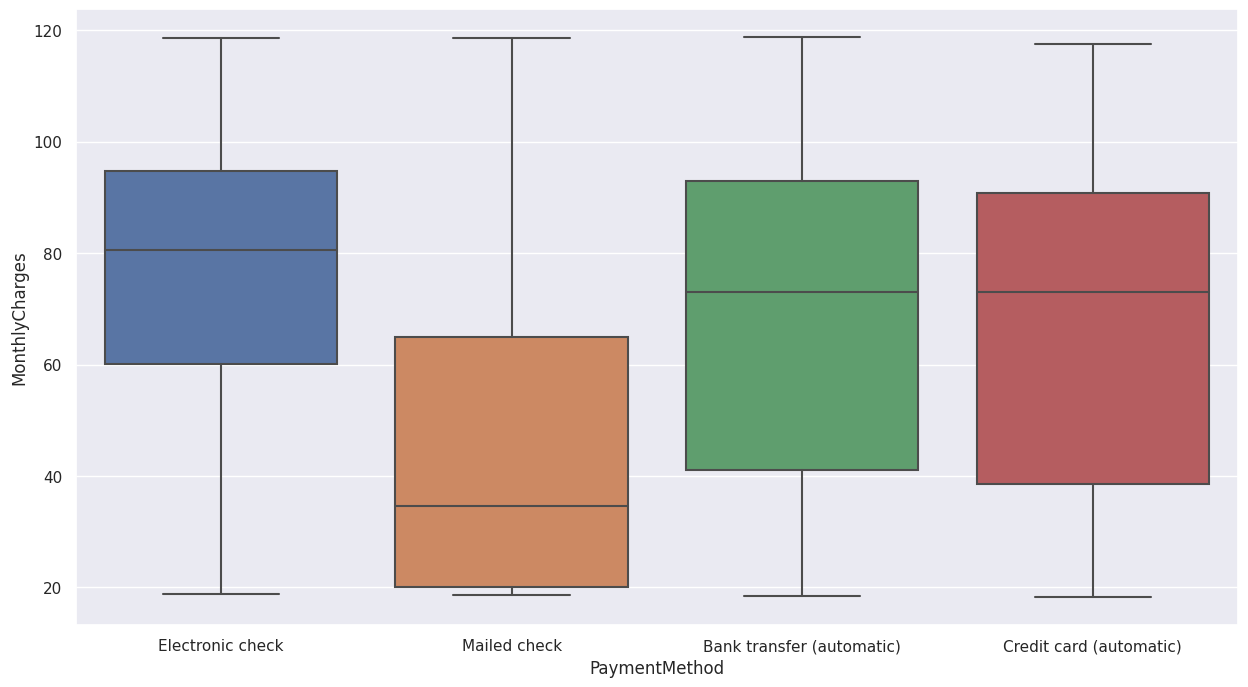 120
100
80
60
40
20
MonthlyCharges
Electronic check
Mailed check
Bank transfer (automatic)
Credit card (automatic)
PaymentMethod